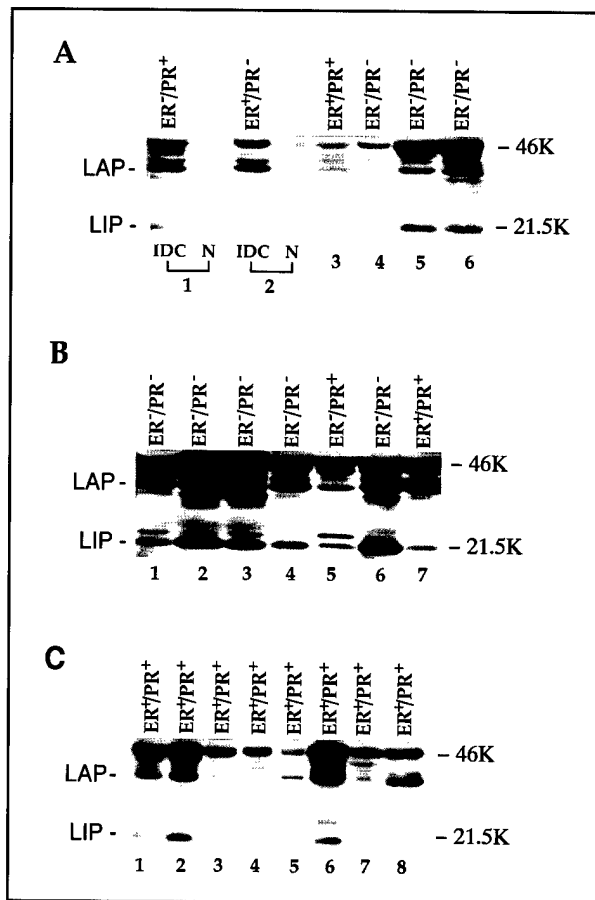 A
ER⁻/PR⁺
ER⁺/PR⁻
ER⁺/PR⁺
ER⁻/PR⁻
ER⁻/PR⁻
ER⁻/PR⁻
LAP -
- 46K
LIP -
- 21.5K
IDC N IDC N
1 2 3 4 5 6
B
ER⁻/PR⁻
ER⁻/PR⁻
ER⁻/PR⁻
ER⁻/PR⁻
ER⁻/PR⁺
ER⁻/PR⁻
ER⁺/PR⁺
LAP -
- 46K
LIP -
- 21.5K
1 2 3 4 5 6 7
C
ER⁺/PR⁺
ER⁺/PR⁺
ER⁺/PR⁺
ER⁺/PR⁺
ER⁺/PR⁺
ER⁺/PR⁺
ER⁺/PR⁺
ER⁺/PR⁺
LAP -
- 46K
LIP -
- 21.5K
1 2 3 4 5 6 7 8